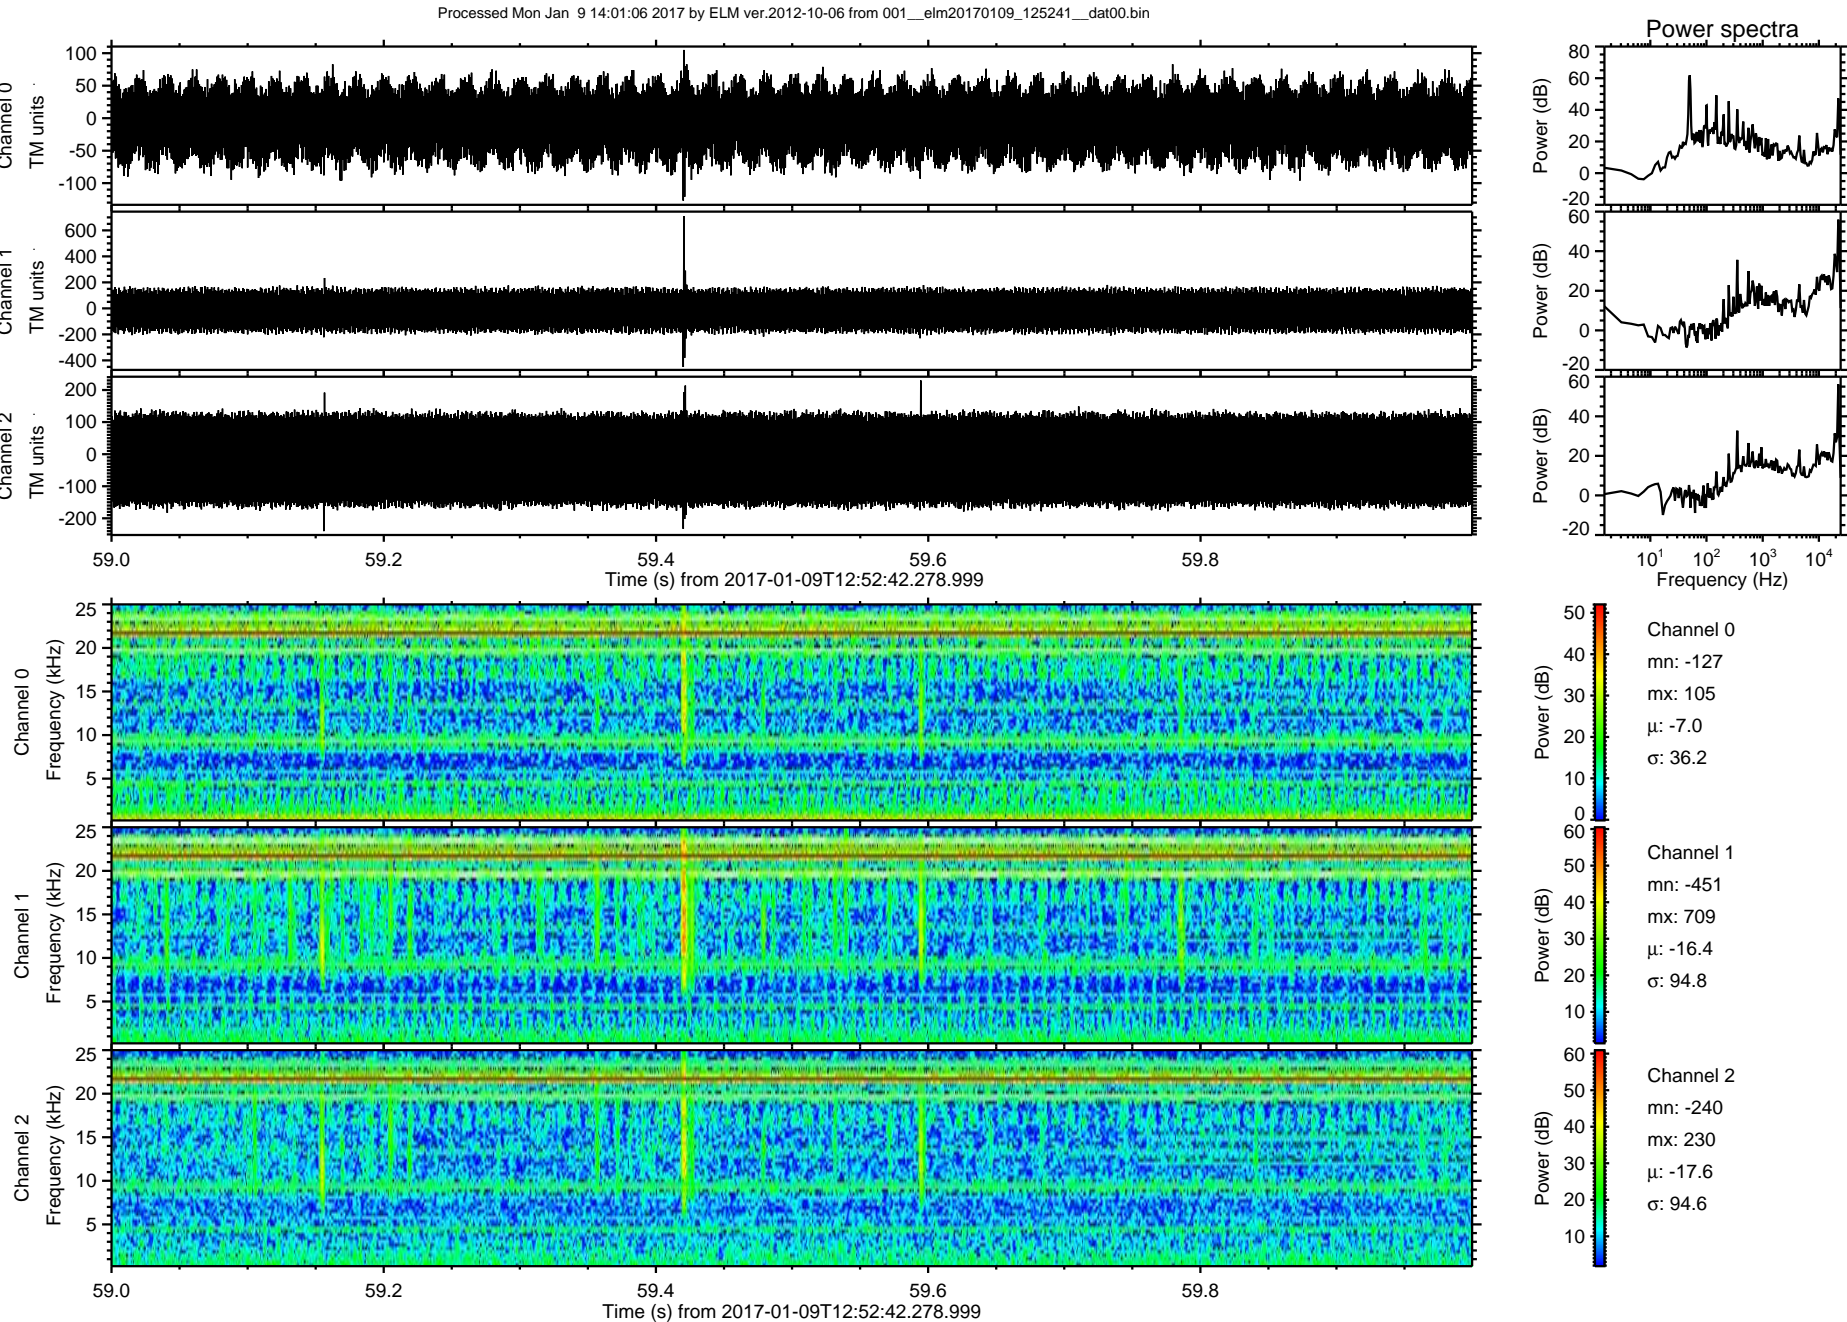 Processed Mon Jan  9 14:01:06 2017 by ELM ver.2012-10-06 from 001__elm20170109_125241__dat00.bin
Power spectra
Channel 0
TM units
100
50
0
-50
-100
Power (dB)
80
60
40
20
0
-20
Channel 1
TM units
600
400
200
0
-200
-400
Power (dB)
60
40
20
0
-20
Channel 2
TM units
200
100
0
-100
-200
Power (dB)
60
40
20
0
-20
59.0 59.2 59.4 59.6 59.8
Time (s) from 2017-01-09T12:52:42.278.999
10¹ 10² 10³ 10⁴
Frequency (Hz)
Channel 0
Frequency (kHz)
25
20
15
10
5
Power (dB)
50
40
30
20
10
0
Channel 0
mn: -127
mx: 105
μ: -7.0
σ: 36.2
Channel 1
Frequency (kHz)
25
20
15
10
5
Power (dB)
60
50
40
30
20
10
Channel 1
mn: -451
mx: 709
μ: -16.4
σ: 94.8
Channel 2
Frequency (kHz)
25
20
15
10
5
Power (dB)
60
50
40
30
20
10
Channel 2
mn: -240
mx: 230
μ: -17.6
σ: 94.6
59.0 59.2 59.4 59.6 59.8
Time (s) from 2017-01-09T12:52:42.278.999